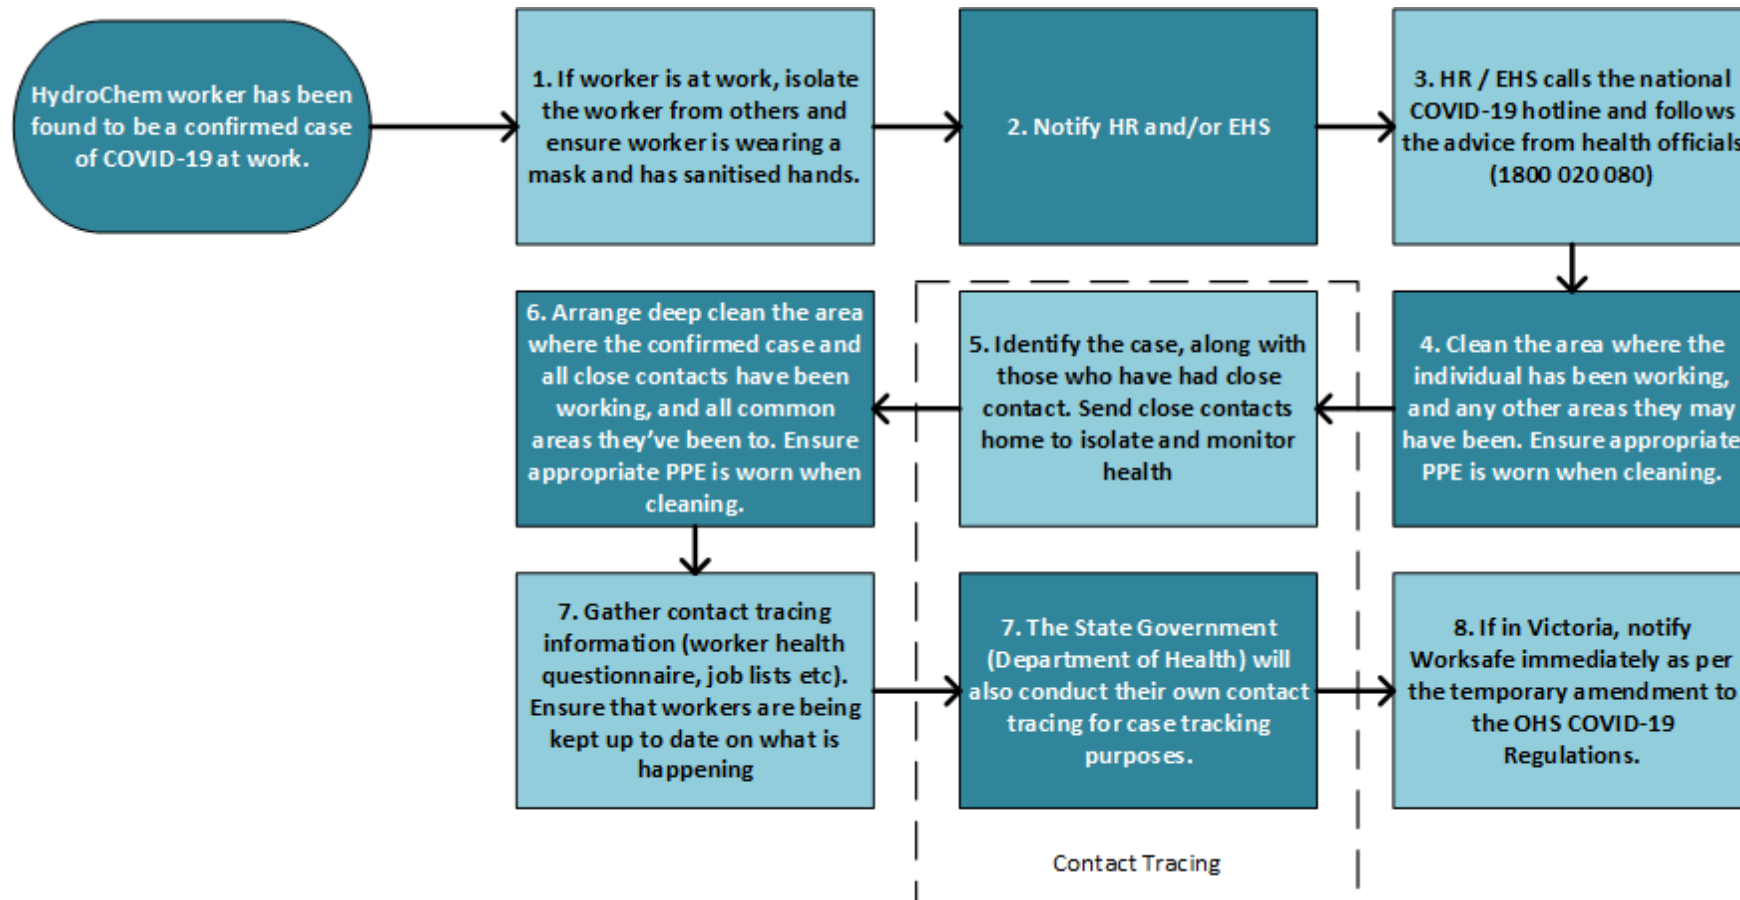 HydroChem worker has been
found to be a confirmed case
of COVID-19 at work.
1. If worker is at work, isolate
the worker from others and
ensure worker is wearing a
mask and has sanitised hands.
2. Notify HR and/or EHS
3. HR / EHS calls the national
COVID-19 hotline and follows
the advice from health officials
(1800 020 080)
4. Clean the area where the
individual has been working,
and any other areas they may
have been. Ensure appropriate
PPE is worn when cleaning.
5. Identify the case, along with
those who have had close
contact. Send close contacts
home to isolate and monitor
health
6. Arrange deep clean the area
where the confirmed case and
all close contacts have been
working, and all common
areas they've been to. Ensure
appropriate PPE is worn when
cleaning.
7. Gather contact tracing
information (worker health
questionnaire, job lists etc).
Ensure that workers are being
kept up to date on what is
happening
7. The State Government
(Department of Health) will
also conduct their own contact
tracing for case tracking
purposes.
8. If in Victoria, notify
Worksafe immediately as per
the temporary amendment to
the OHS COVID-19
Regulations.
Contact Tracing